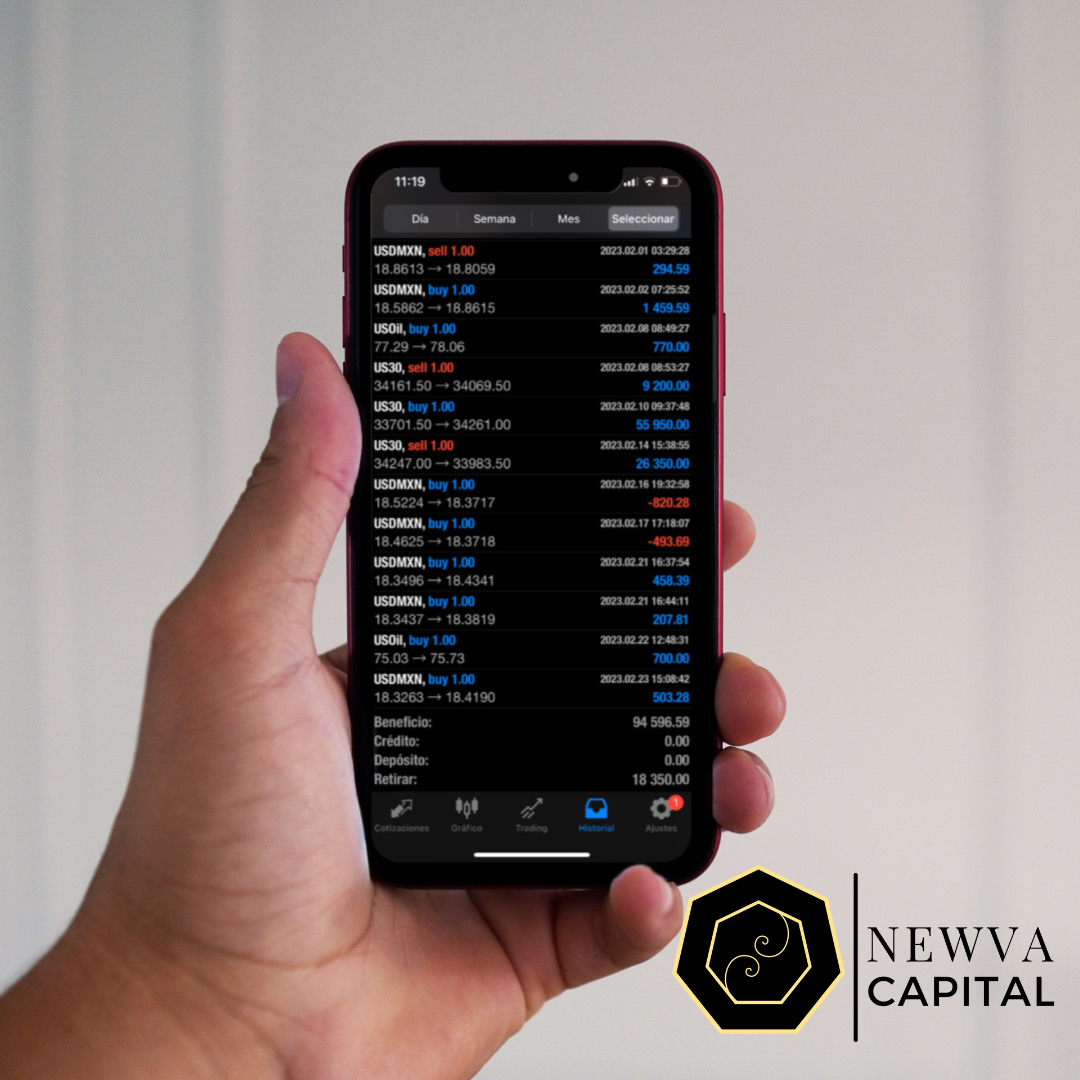 11:19
Día Semana Mes Seleccionar
USDMXN, sell 1.00 2023.02.01 03:29:28
18.8613 → 18.8059 294.59
USDMXN, buy 1.00 2023.02.02 07:25:52
18.5862 → 18.8615 1 459.59
USOil, buy 1.00 2023.02.08 08:49:27
77.29 → 78.06 770.00
US30, sell 1.00 2023.02.08 08:53:27
34161.50 → 34069.50 9 200.00
US30, buy 1.00 2023.02.10 09:37:48
33701.50 → 34261.00 55 950.00
US30, sell 1.00 2023.02.14 15:38:55
34247.00 → 33983.50 26 350.00
USDMXN, buy 1.00 2023.02.16 19:32:58
18.5224 → 18.3717 -820.28
USDMXN, buy 1.00 2023.02.17 17:18:07
18.4625 → 18.3718 -493.69
USDMXN, buy 1.00 2023.02.21 16:37:54
18.3496 → 18.4341 458.39
USDMXN, buy 1.00 2023.02.21 16:44:11
18.3437 → 18.3819 207.81
USOil, buy 1.00 2023.02.22 12:48:31
75.03 → 75.73 700.00
USDMXN, buy 1.00 2023.02.23 15:08:42
18.3263 → 18.4190 503.28
Beneficio: 94 596.59
Crédito: 0.00
Depósito: 0.00
Retirar: 18 350.00
1
Cotizaciones Gráfico Trading Historial Ajustes
NEWVA
CAPITAL